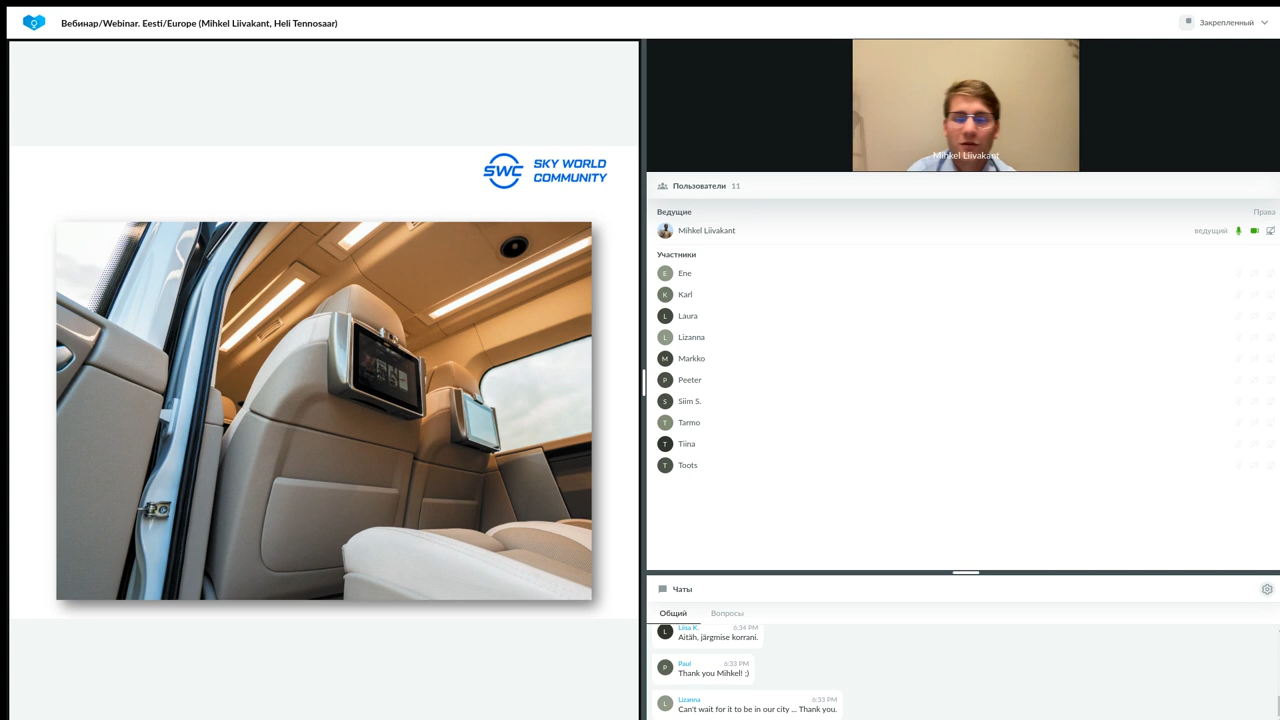 Вебинар/Webinar. Eesti/Europe (Mihkel Liivakant, Heli Tennosaar)
Закрепленный
SWC SKY WORLD
COMMUNITY
Mihkel Liivakant
Пользователи 11
Ведущие Права
Mihkel Liivakant ведущий
Участники
E Ene
K Karl
L Laura
L Lizanna
M Markko
P Peeter
S Siim S.
T Tarmo
T Tiina
T Toots
Чаты
Общий Вопросы
L Liisa K. 6:34 PM
Aitäh, järgmise korrani.
P Paul 6:33 PM
Thank you Mihkel! ;)
L Lizanna 6:33 PM
Can't wait for it to be in our city ... Thank you.